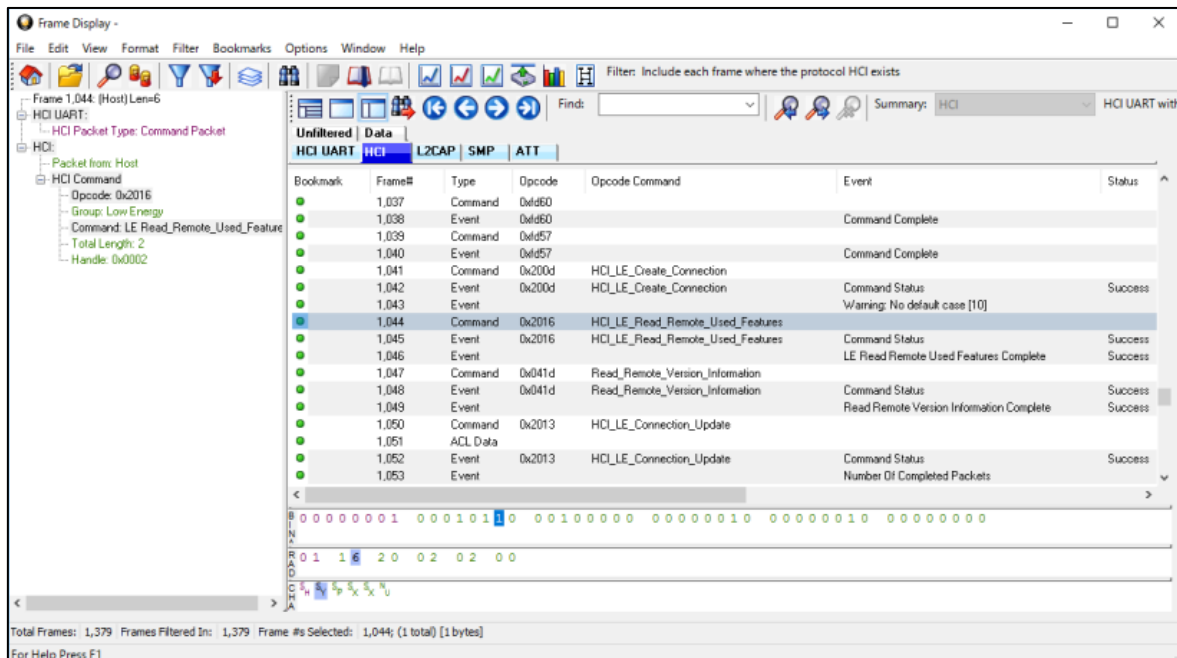 Frame Display -
File Edit View Format Filter Bookmarks Options Window Help
Filter: Include each frame where the protocol HCI exists
Frame 1,044: (Host) Len=6
HCI UART:
HCI Packet Type: Command Packet
HCI:
Packet from: Host
HCI Command
Opcode: 0x2016
Group: Low Energy
Command: LE Read_Remote_Used_Feature
Total Length: 2
Handle: 0x0002
Find: Summary: HCI HCI UART with
Unfiltered Data
HCI UART HCI L2CAP SMP ATT
Bookmark Frame# Type Opcode Opcode Command Event Status
1,037 Command 0xfd60
1,038 Event 0xfd60 Command Complete
1,039 Command 0xfd57
1,040 Event 0xfd57 Command Complete
1,041 Command 0x200d HCI_LE_Create_Connection
1,042 Event 0x200d HCI_LE_Create_Connection Command Status Success
1,043 Event Warning: No default case [10]
1,044 Command 0x2016 HCI_LE_Read_Remote_Used_Features
1,045 Event 0x2016 HCI_LE_Read_Remote_Used_Features Command Status Success
1,046 Event LE Read Remote Used Features Complete Success
1,047 Command 0x041d Read_Remote_Version_Information
1,048 Event 0x041d Read_Remote_Version_Information Command Status Success
1,049 Event Read Remote Version Information Complete Success
1,050 Command 0x2013 HCI_LE_Connection_Update
1,051 ACL Data
1,052 Event 0x2013 HCI_LE_Connection_Update Command Status Success
1,053 Event Number Of Completed Packets
BIN 00000001 00010110 00100000 00000010 00000010 00000000
RAD 01 16 20 02 02 00
CHA SH SY SP SX SX NU
Total Frames: 1,379 Frames Filtered In: 1,379 Frame #s Selected: 1,044; (1 total) [1 bytes]
For Help Press F1